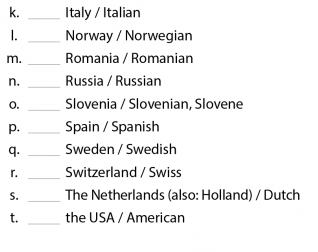 k. _____ Italy / Italian
l. _____ Norway / Norwegian
m. _____ Romania / Romanian
n. _____ Russia / Russian
o. _____ Slovenia / Slovenian, Slovene
p. _____ Spain / Spanish
q. _____ Sweden / Swedish
r. _____ Switzerland / Swiss
s. _____ The Netherlands (also: Holland) / Dutch
t. _____ the USA / American